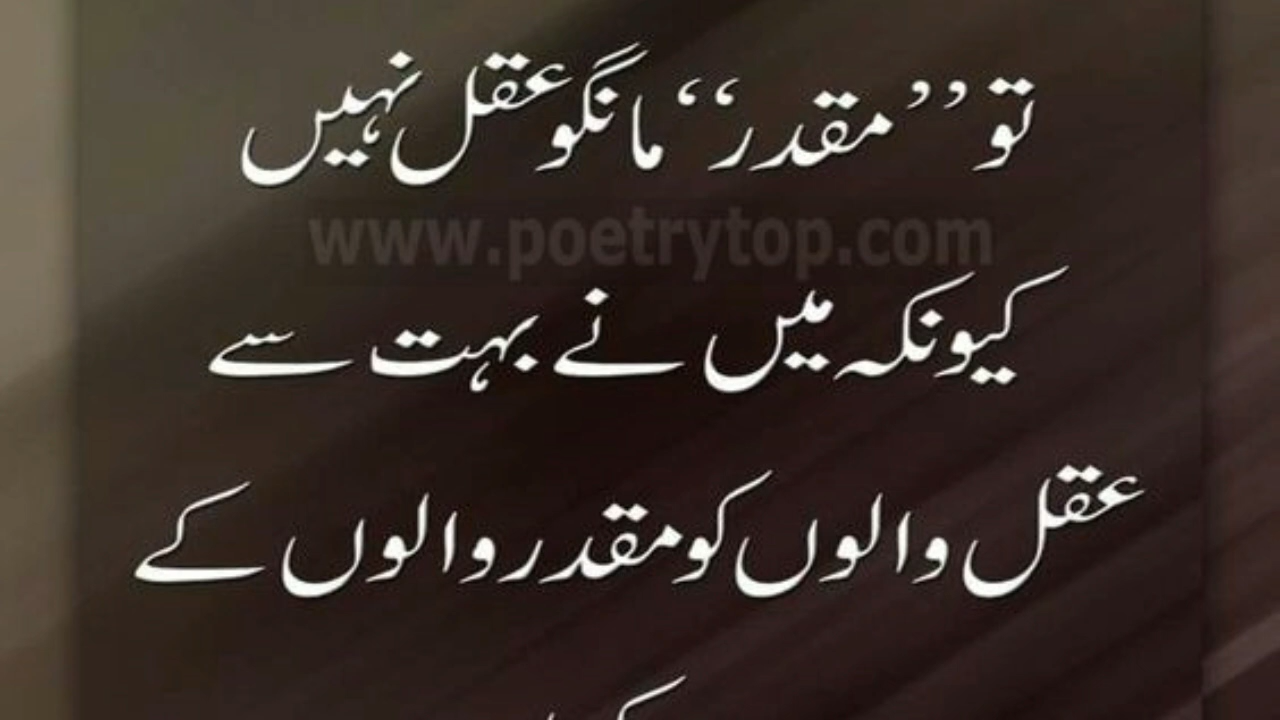 تو ”مقدر“ مانگو عقل نہیں
www.poetrytop.com
کیونکہ میں نے بہت سے
عقل والوں کو مقدر والوں کے